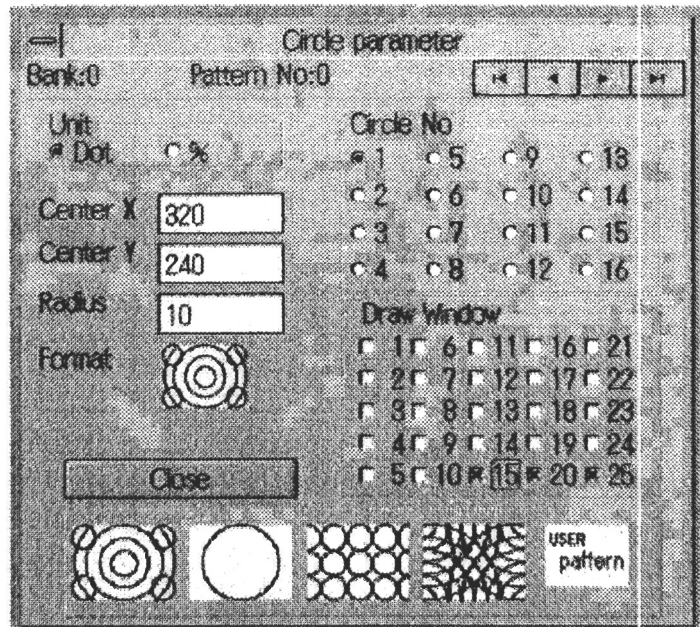 Circle parameter
Bank:0 Pattern No:0
Unit
Dot %
Center X 320
Center Y 240
Radius 10
Format
Close
Circle No
1 5 9 13
2 6 10 14
3 7 11 15
4 8 12 16
Draw Window
1 6 11 16 21
2 7 12 17 22
3 8 13 18 23
4 9 14 19 24
5 10 15 20 25
USER
pattern